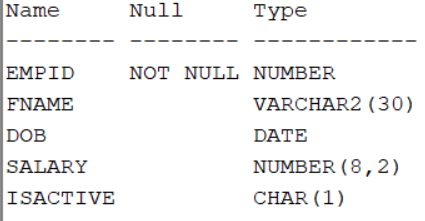 Name     Null     Type
-------- -------- ------------
EMPID    NOT NULL NUMBER
FNAME             VARCHAR2(30)
DOB               DATE
SALARY            NUMBER(8,2)
ISACTIVE          CHAR(1)